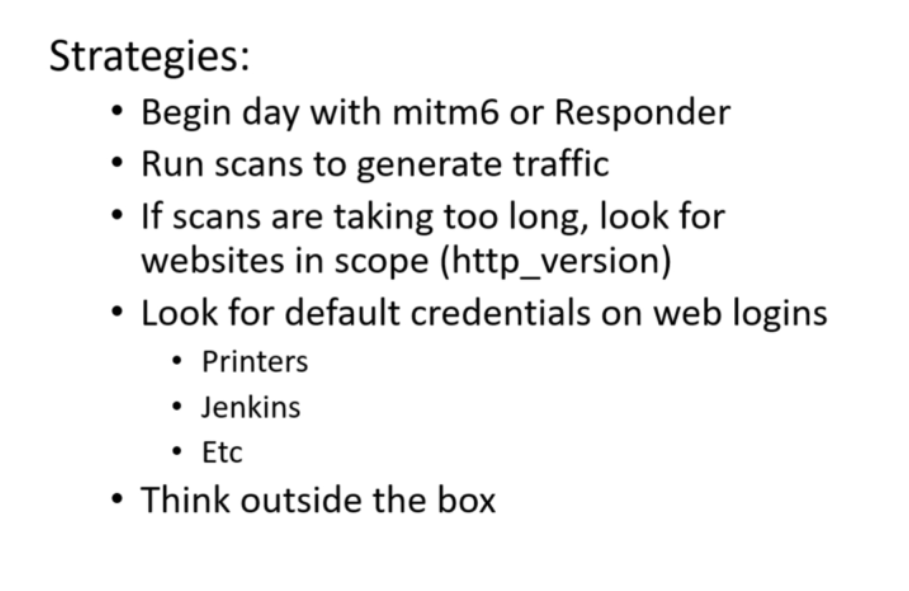 Strategies:
• Begin day with mitm6 or Responder
• Run scans to generate traffic
• If scans are taking too long, look for
websites in scope (http_version)
• Look for default credentials on web logins
• Printers
• Jenkins
• Etc
• Think outside the box